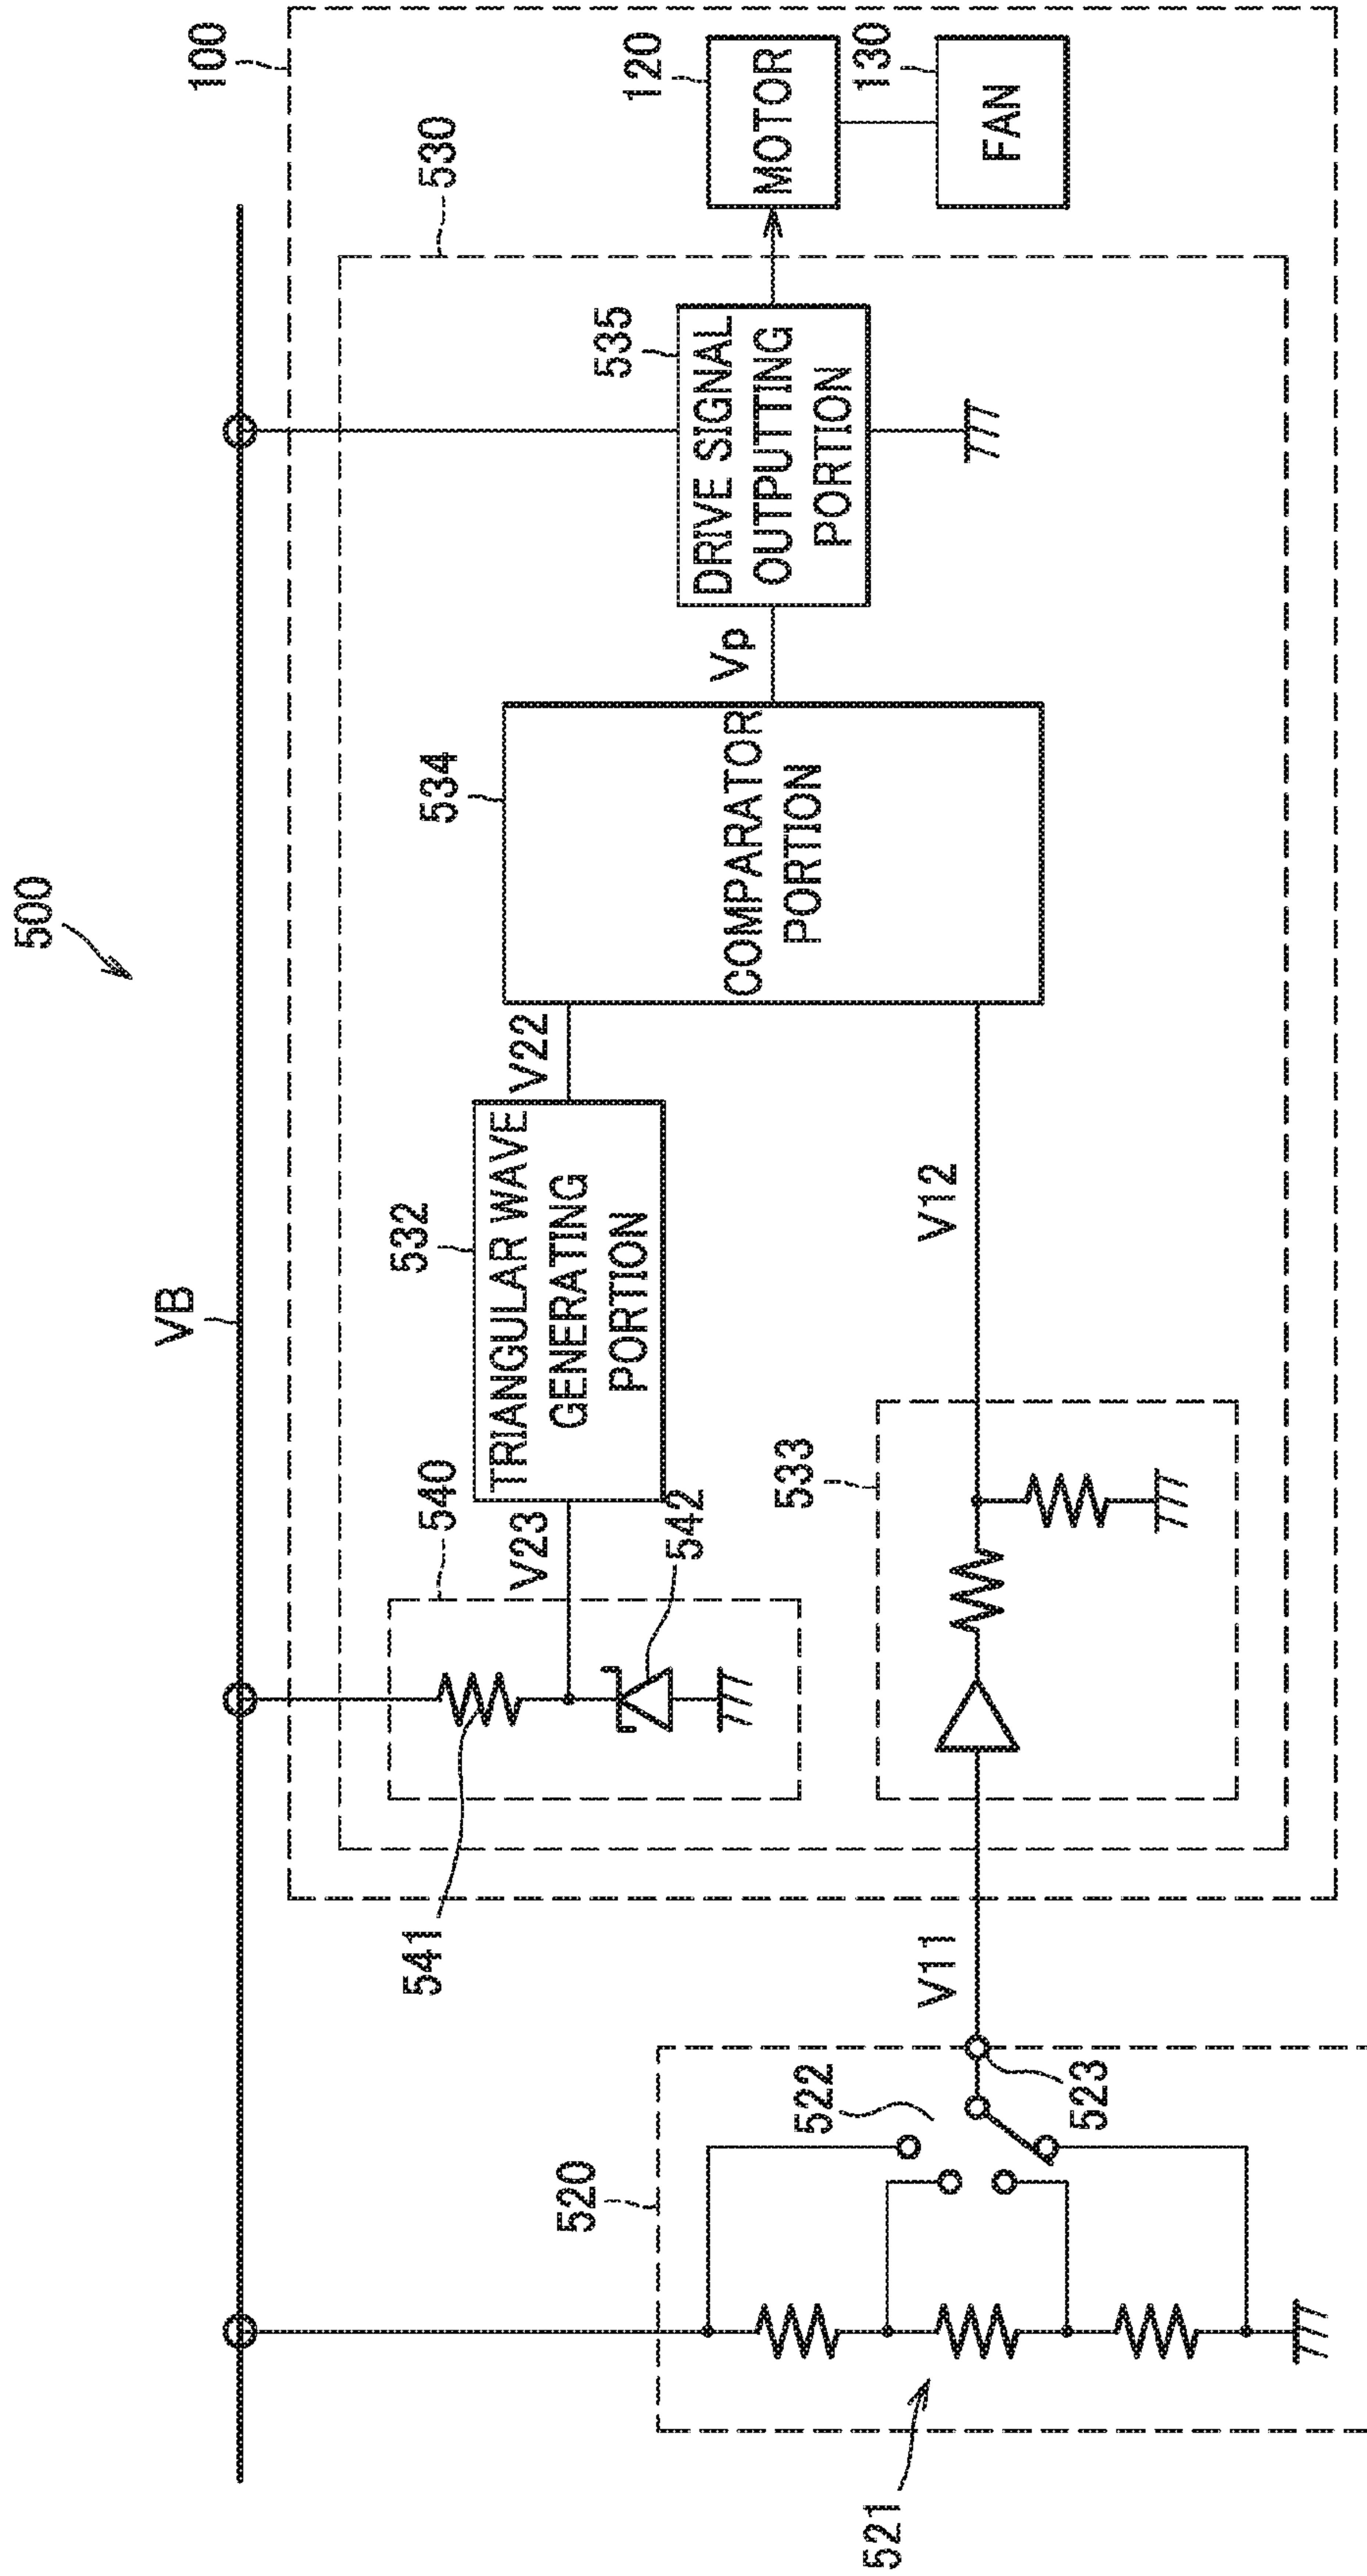 500
VB
100
530
540
532
534
535
120
MOTOR
130
FAN
541
V23
542
TRIANGULAR WAVE
GENERATING
PORTION
V22
COMPARATOR
PORTION
Vp
DRIVE SIGNAL
OUTPUTTING
PORTION
520
521
522
523
V11
533
V12